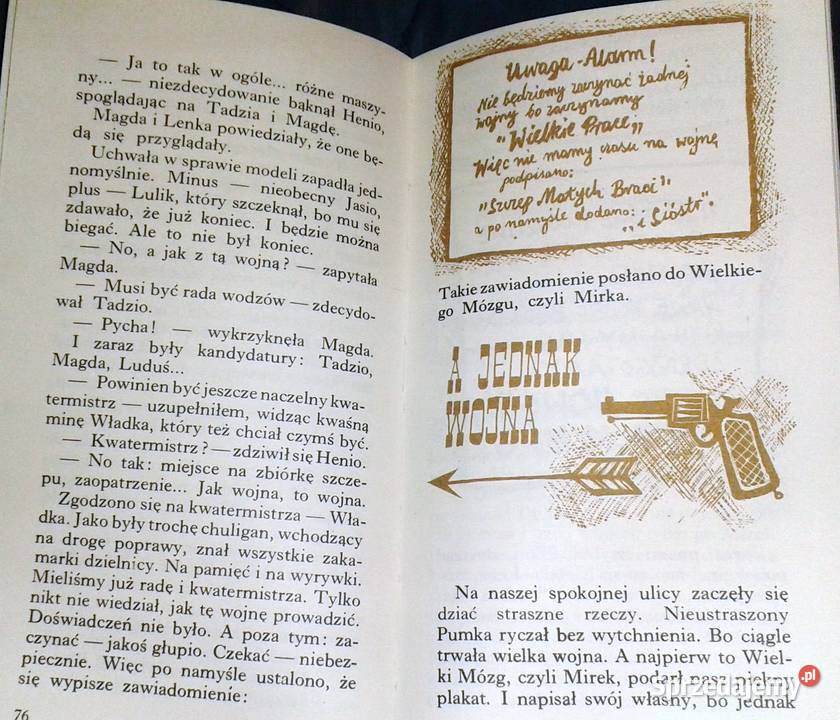 — Ja to tak w ogóle... różne maszy-
ny... — niezdecydowanie bąknął Henio,
spoglądając na Tadzia i Magdę.
Magda i Lenka powiedziały, że one bę-
dą się przyglądały.
Uchwała w sprawie modeli zapadła jed-
nomyślnie. Minus — nieobecny Jasio,
plus — Lulik, który szczeknął, bo mu się
zdawało, że już koniec. I będzie można
biegać. Ale to nie był koniec.
— No, a jak z tą wojną? — zapytała
Magda.
— Musi być rada wodzów — zdecydo-
wał Tadzio.
— Pycha! — wykrzyknęła Magda.
I zaraz były kandydatury: Tadzio,
Magda, Luduś...
— Powinien być jeszcze naczelny kwa-
termistrz — uzupełniłem, widząc kwaśną
minę Władka, który też chciał czymś być.
— Kwatermistrz? — zdziwił się Henio.
— No tak: miejsce na zbiórkę szcze-
pu, zaopatrzenie... Jak wojna, to wojna.
Zgodzono się na kwatermistrza — Wła-
dka. Jako były trochę chuligan, wchodzący
na drogę poprawy, znał wszystkie zaka-
marki dzielnicy. Na pamięć i na wyrywki.
Mieliśmy już radę i kwatermistrza. Tylko
nikt nie wiedział, jak tę wojnę prowadzić.
Doświadczeń nie było. A poza tym: za-
czynać — jakoś głupio. Czekać — niebez-
piecznie. Więc po namyśle ustalono, że
się wypisze zawiadomienie:
76
Uwaga - Alarm!
Nie będziemy zaczynać żadnej
wojny bo zaczynamy
"Wielkie Prace"
Więc nie mamy czasu na wojnę
podpisano:
"Szczep Małych Braci"
a po namyśle dodano:
"i Sióstr".
Takie zawiadomienie posłano do Wielkie-
go Mózgu, czyli Mirka.
A JEDNAK
WOJNA
Na naszej spokojnej ulicy zaczęły się
dziać straszne rzeczy. Nieustraszony
Pumka ryczał bez wytchnienia. Bo ciągle
trwała wielka wojna. A najpierw to Wiel-
ki Mózg, czyli Mirek, podarł nasz piękny
plakat. I napisał swój własny, bo jednak
sprzedajemy.pl